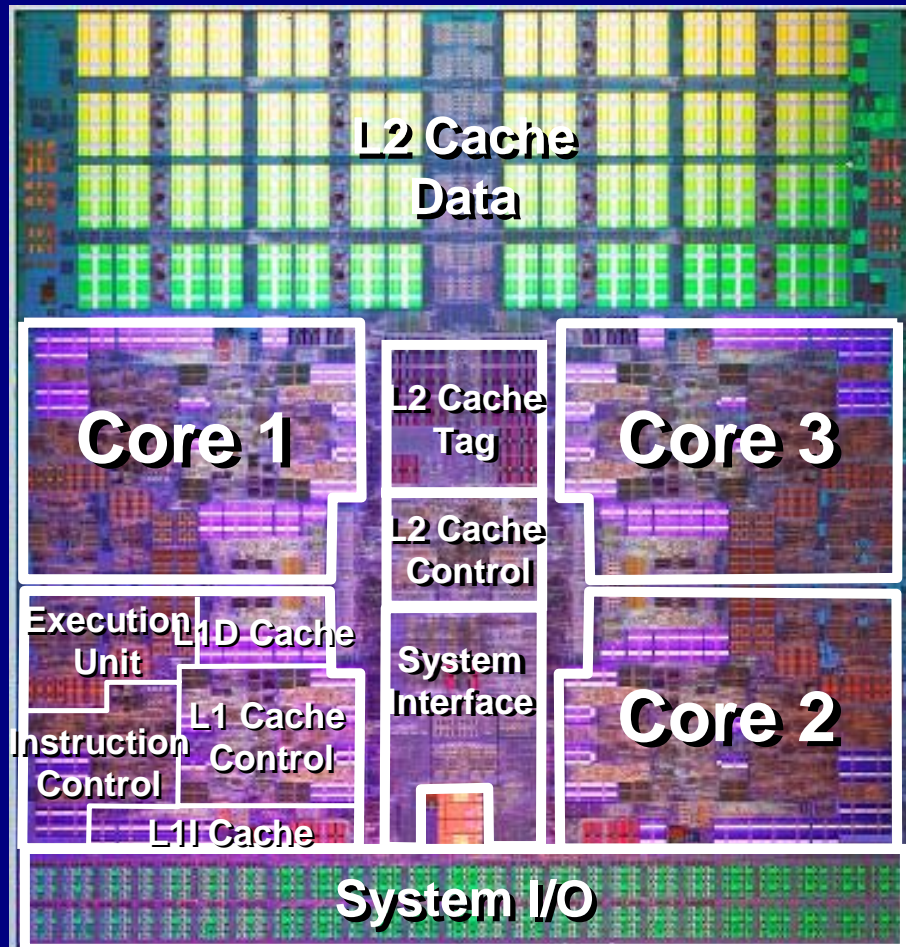 L2 Cache
Data
Core 1
L2 Cache
Tag
Core 3
L2 Cache
Control
Execution
Unit
L1D Cache
System
Interface
L1 Cache
Control
Core 2
Instruction
Control
L1I Cache
System I/O